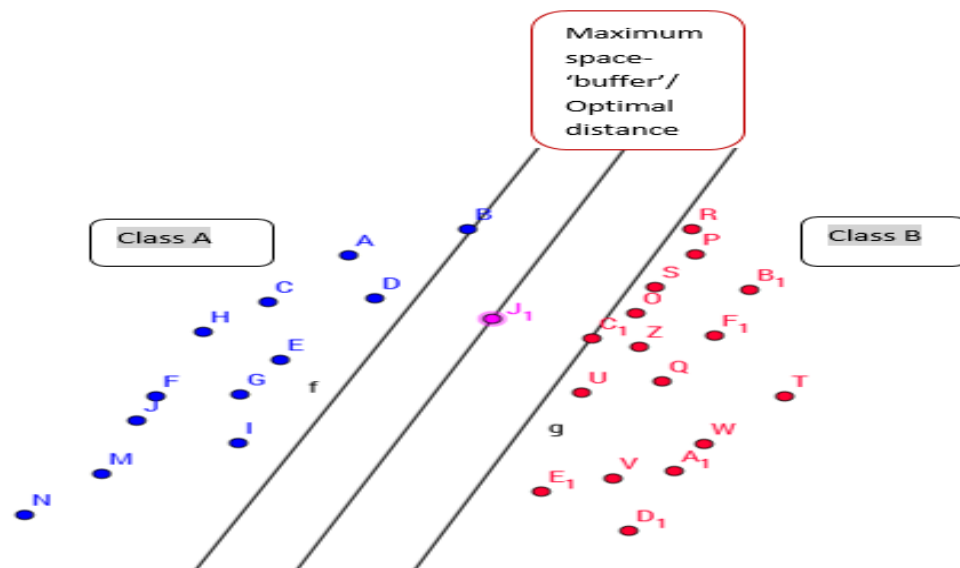 Maximum
space-
‘buffer’/
Optimal
distance
Class A
Class B
B
R
A
P
D
S
B₁
C
O
J₁
H
C₁
F₁
Z
E
U
Q
T
F
G
f
J
g
I
W
M
V
A₁
E₁
N
D₁